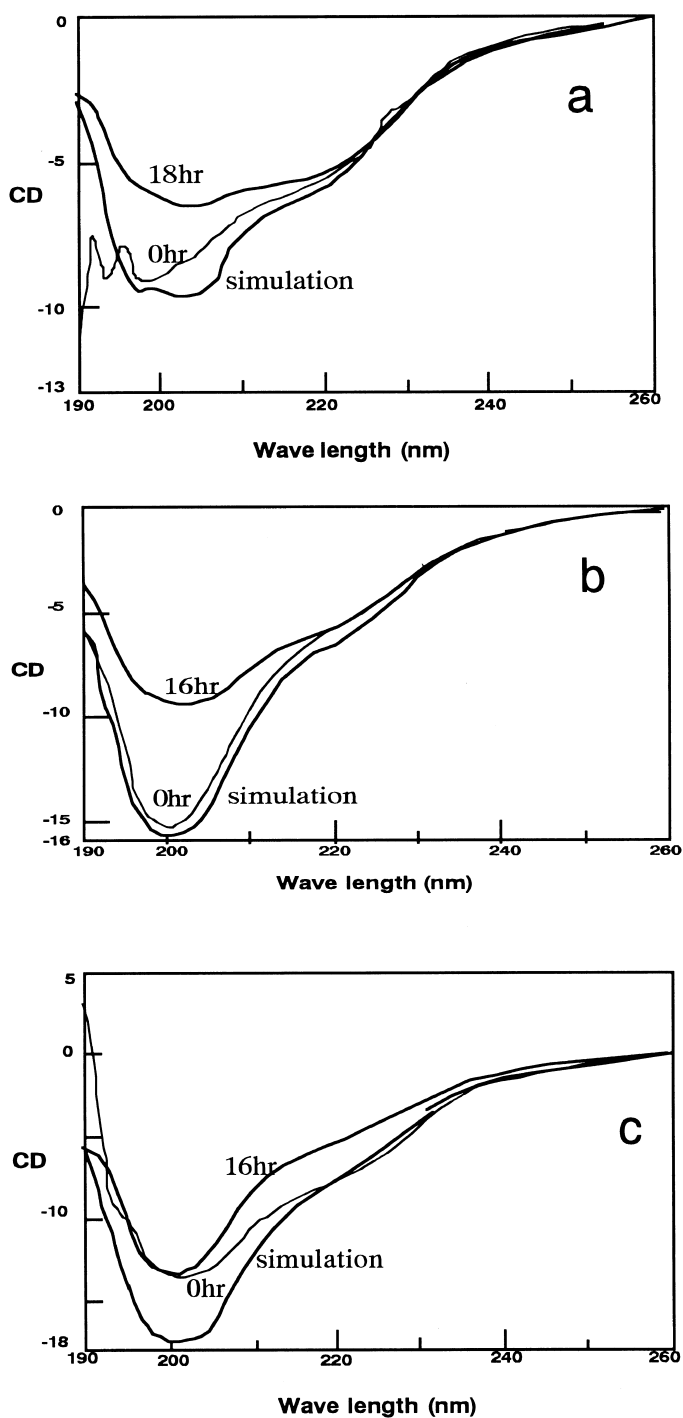 0
a
-5
18hr
CD
0hr
simulation
-10
-13
190 200 220 240 260
Wave length (nm)
0
b
-5
CD
16hr
-10
0hr simulation
-15
-16
190 200 220 240 260
Wave length (nm)
5
0
c
CD
16hr
-10
simulation
0hr
-18
190 200 220 240 260
Wave length (nm)